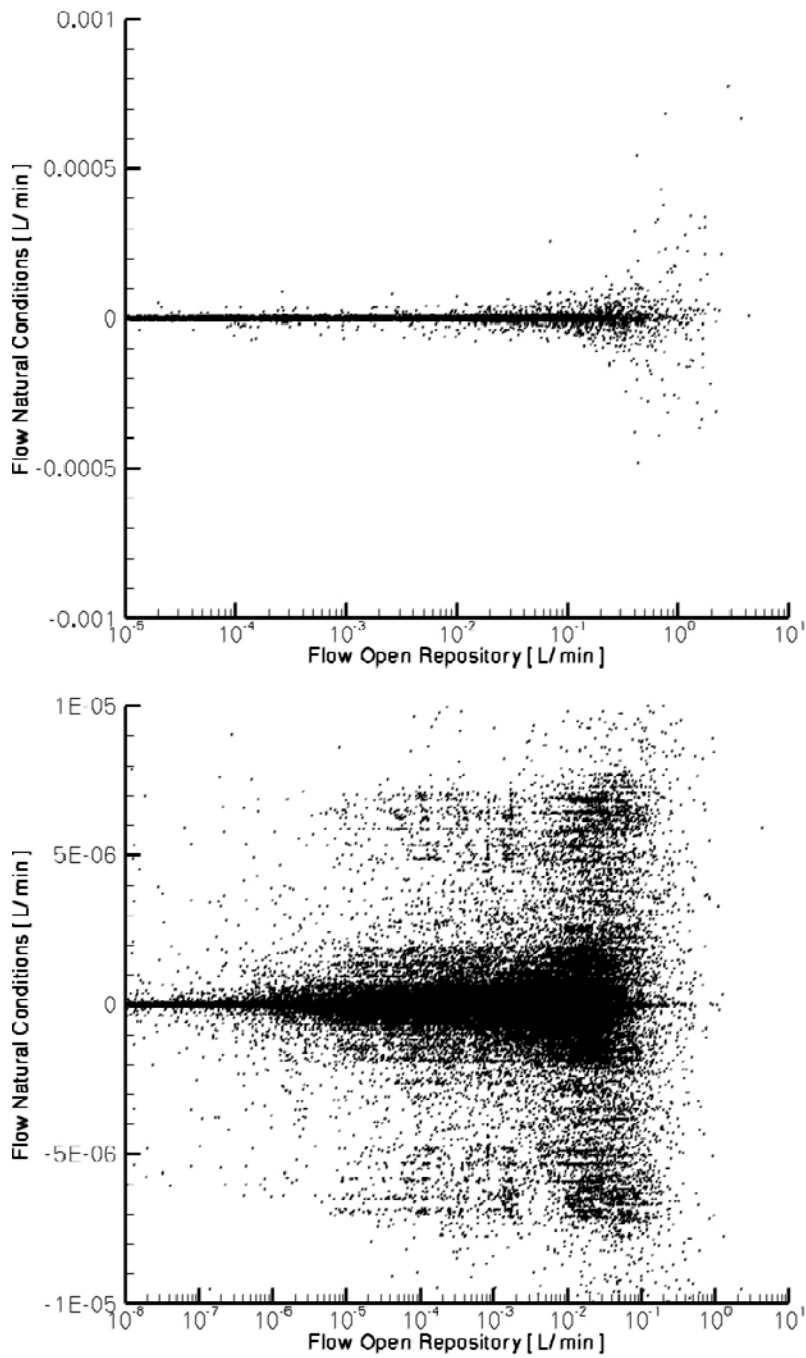 0.001
0.0005
0
-0.0005
-0.001
Flow Natural Conditions [ L/ min ]
10-5 10-4 10-3 10-2 10-1 100 101
Flow Open Repository [ L/ min ]
1E-05
5E-06
0
-5E-06
-1E-05
Flow Natural Conditions [ L/ min ]
10-8 10-7 10-6 10-5 10-4 10-3 10-2 10-1 100 101
Flow Open Repository [ L/ min ]